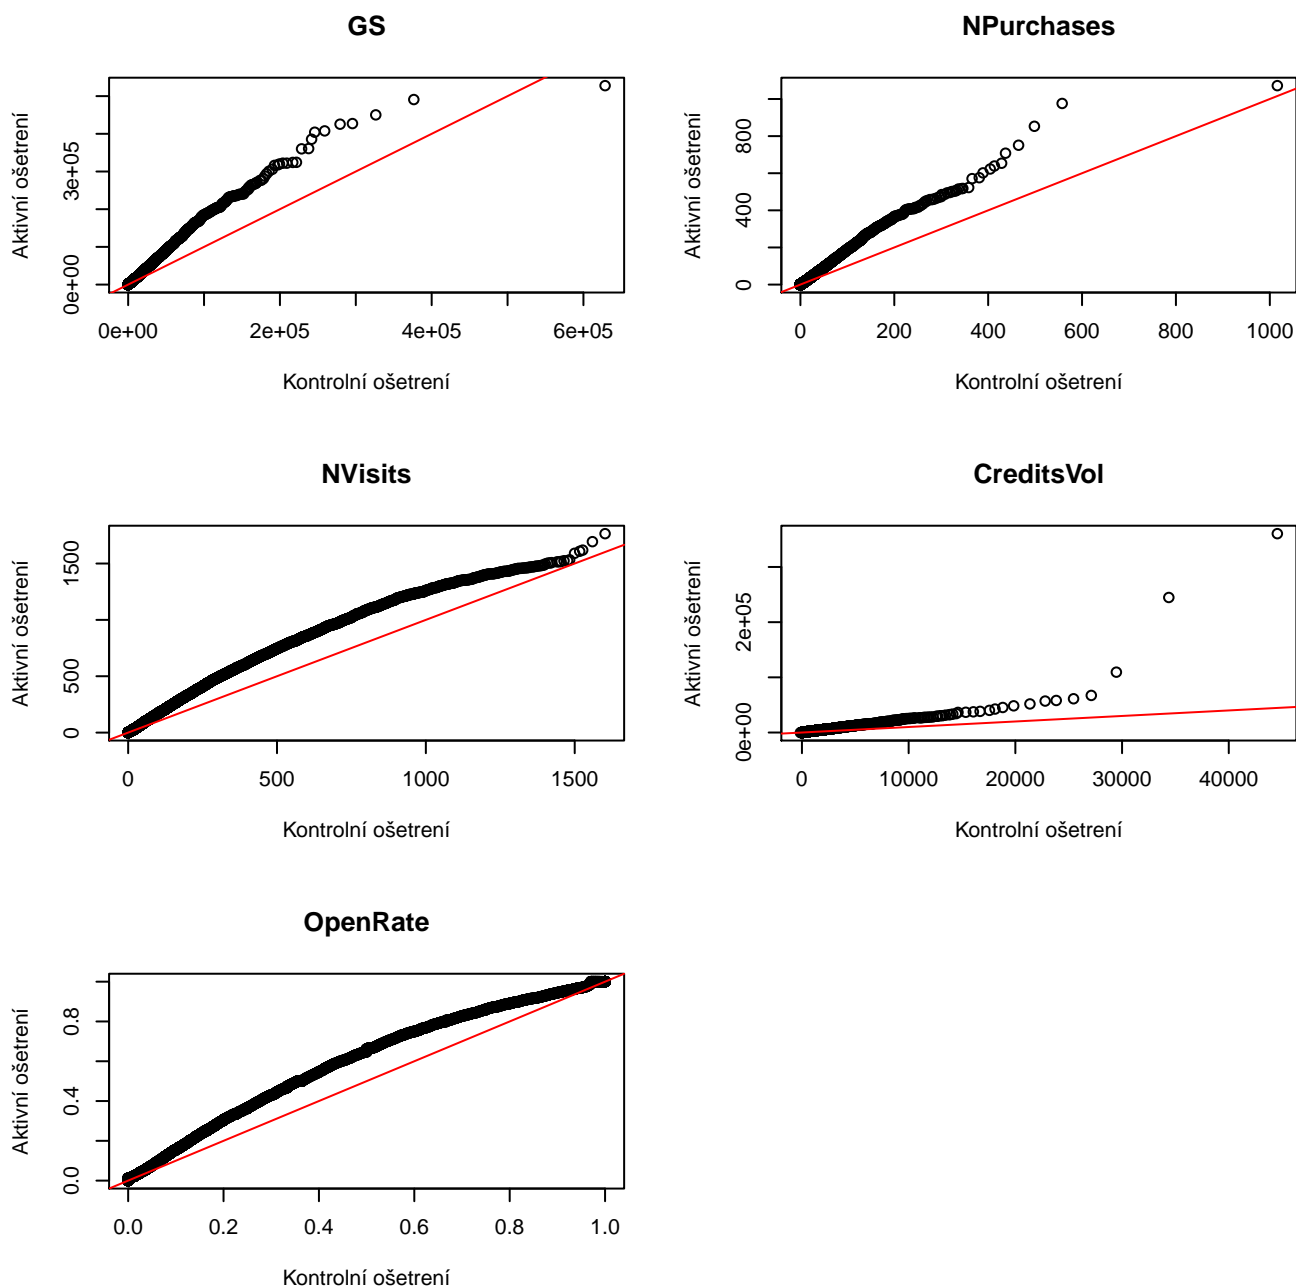 GS
Aktivní ošetrení
0e+00 3e+05
0e+00 2e+05 4e+05 6e+05
Kontrolní ošetrení
NPurchases
Aktivní ošetrení
0 400 800
0 200 400 600 800 1000
Kontrolní ošetrení
NVisits
Aktivní ošetrení
0 500 1500
0 500 1000 1500
Kontrolní ošetrení
CreditsVol
Aktivní ošetrení
0e+00 2e+05
0 10000 20000 30000 40000
Kontrolní ošetrení
OpenRate
Aktivní ošetrení
0.0 0.4 0.8
0.0 0.2 0.4 0.6 0.8 1.0
Kontrolní ošetrení